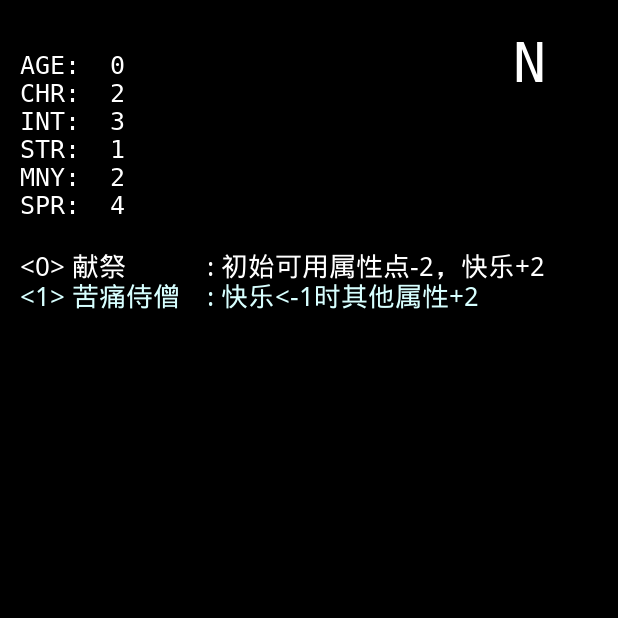 N
AGE: 0
CHR: 2
INT: 3
STR: 1
MNY: 2
SPR: 4
<0> 献祭 : 初始可用属性点-2，快乐+2
<1> 苦痛侍僧 : 快乐<-1时其他属性+2